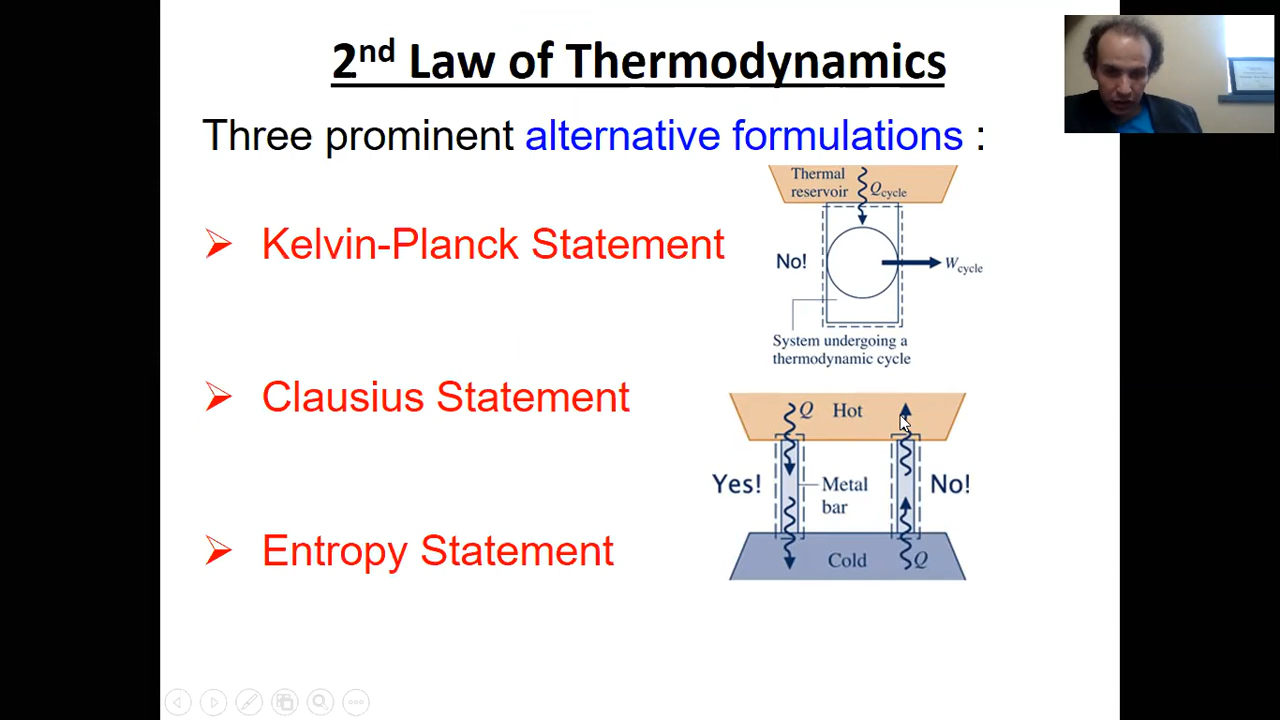 2nd Law of Thermodynamics
Three prominent alternative formulations :
Thermal
reservoir
Qcycle
➢ Kelvin-Planck Statement
No!
Wcycle
System undergoing a
thermodynamic cycle
➢ Clausius Statement
Q Hot
Yes! Metal No!
bar
➢ Entropy Statement
Cold Q